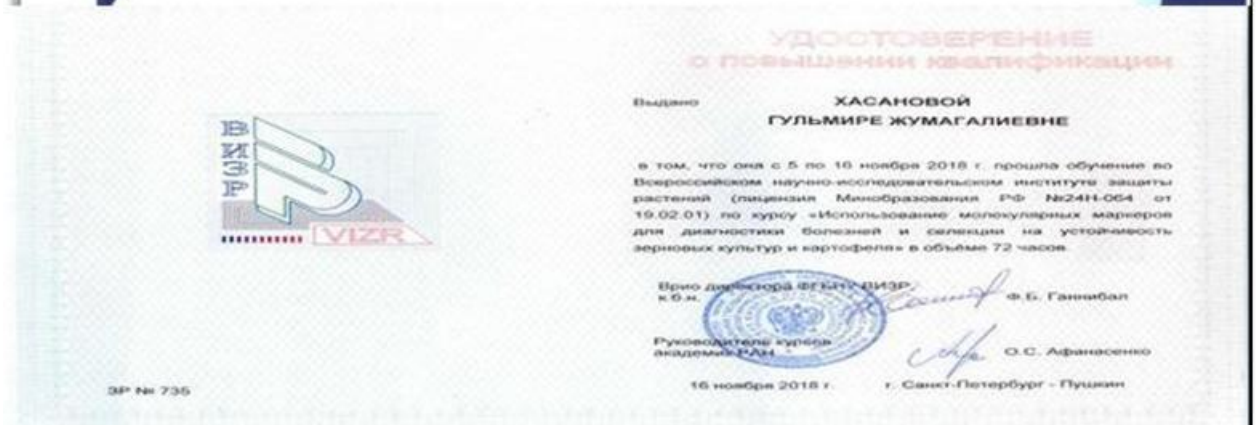 ВИЗР
VIZR
ЗР № 735
УДОСТОВЕРЕНИЕ
о повышении квалификации
Выдано ХАСАНОВОЙ
ГУЛЬМИРЕ ЖУМАГАЛИЕВНЕ
в том, что она с 5 по 16 ноября 2018 г. прошла обучение во
Всероссийском научно-исследовательском институте защиты
растений (лицензия Минобразования РФ №24Н-064 от
19.02.01) по курсу «Использование молекулярных маркеров
для диагностики болезней и селекции на устойчивость
зерновых культур и картофеля» в объёме 72 часов.
Врио директора ФГБНУ ВИЗР,
к.б.н. Ф.Б. Ганнибал
Руководитель курсов
академик РАН О.С. Афанасенко
16 ноября 2018 г. г. Санкт-Петербург - Пушкин